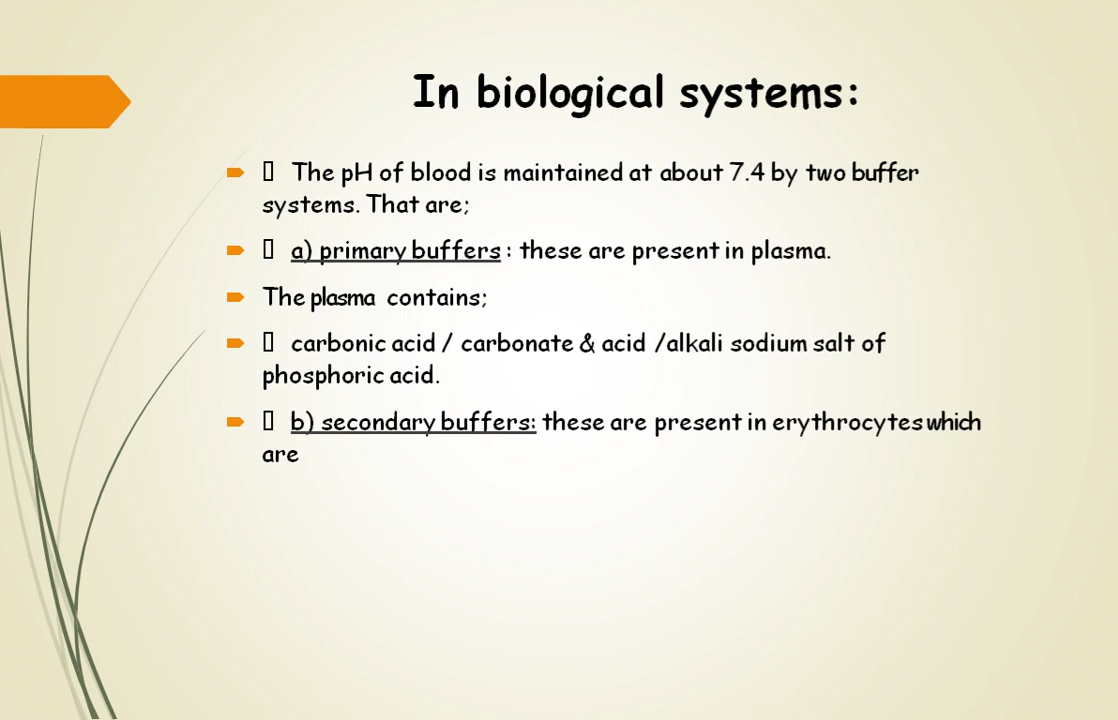 In biological systems:
The pH of blood is maintained at about 7.4 by two buffer
systems. That are;
a) primary buffers : these are present in plasma.
The plasma contains;
carbonic acid / carbonate & acid /alkali sodium salt of
phosphoric acid.
b) secondary buffers: these are present in erythrocytes which
are